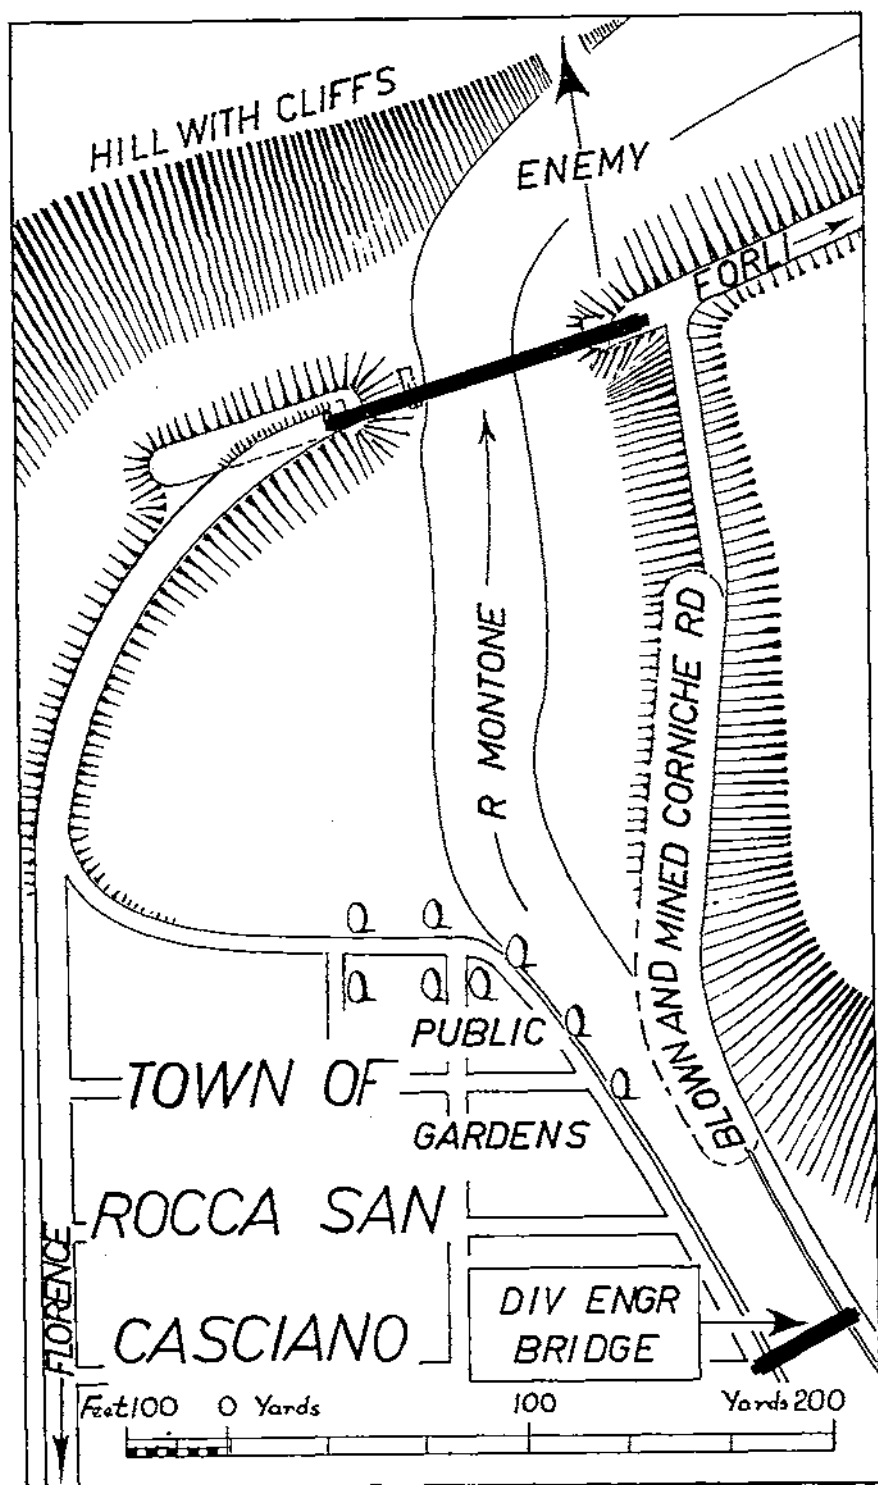 HILL WITH CLIFFS
ENEMY
FORLI
R MONTONE
BLOWN AND MINED CORNICHE RD
PUBLIC
GARDENS
TOWN OF
ROCCA SAN
CASCIANO
FLORENCE
DIV ENGR
BRIDGE
Feet 100 0 Yards 100 Yards 200